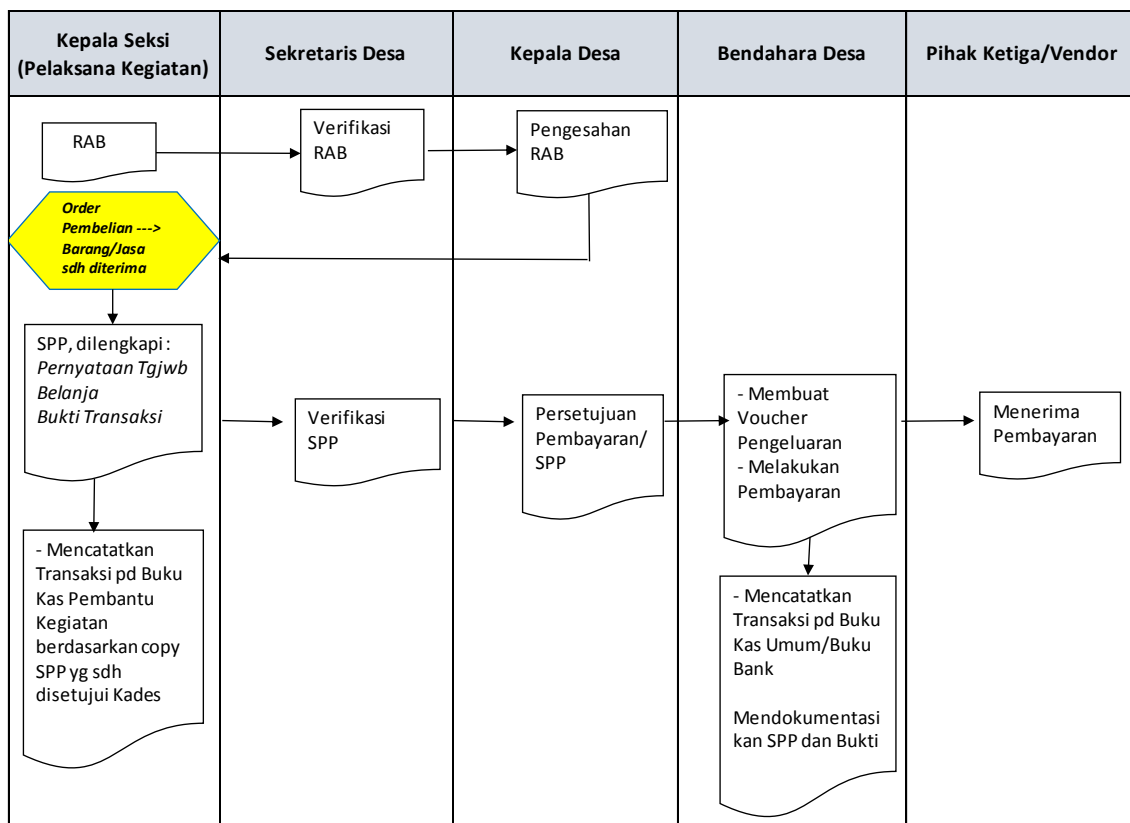 Kepala Seksi
(Pelaksana Kegiatan)
Sekretaris Desa
Kepala Desa
Bendahara Desa
Pihak Ketiga/Vendor
RAB
Verifikasi
RAB
Pengesahan
RAB
Order
Pembelian --->
Barang/Jasa
sdh diterima
SPP, dilengkapi :
Pernyataan Tgjwb
Belanja
Bukti Transaksi
Verifikasi
SPP
Persetujuan
Pembayaran/
SPP
- Membuat
Voucher
Pengeluaran
- Melakukan
Pembayaran
Menerima
Pembayaran
- Mencatatkan
Transaksi pd Buku
Kas Pembantu
Kegiatan
berdasarkan copy
SPP yg sdh
disetujui Kades
- Mencatatkan
Transaksi pd Buku
Kas Umum/Buku
Bank
Mendokumentasi
kan SPP dan Bukti